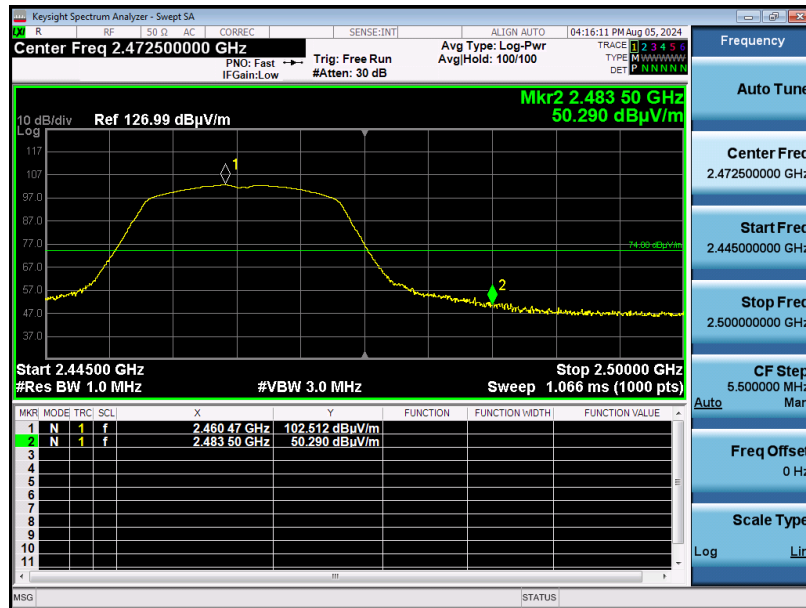 Keysight Spectrum Analyzer - Swept SA
LXI R RF 50 Ω AC CORREC SENSE:INT ALIGN AUTO 04:16:11 PM Aug 05, 2024
Center Freq 2.472500000 GHz
PNO: Fast
IFGain:Low
Trig: Free Run
#Atten: 30 dB
Avg Type: Log-Pwr
Avg|Hold: 100/100
TRACE 1 2 3 4 5 6
TYPE M W W W W W
DET P N N N N N
Mkr2 2.483 50 GHz
50.290 dBµV/m
10 dB/div Ref 126.99 dBµV/m
Log
117
107
97.0
87.0
77.0
67.0
57.0
47.0
37.0
1
74.00 dBµV/m
2
Start 2.44500 GHz Stop 2.50000 GHz
#Res BW 1.0 MHz #VBW 3.0 MHz Sweep 1.066 ms (1000 pts)
MKR MODE TRC SCL X Y FUNCTION FUNCTION WIDTH FUNCTION VALUE
1 N 1 f 2.460 47 GHz 102.512 dBµV/m
2 N 1 f 2.483 50 GHz 50.290 dBµV/m
3
4
5
6
7
8
9
10
11
MSG STATUS
Frequency
Auto Tune
Center Freq
2.472500000 GHz
Start Freq
2.445000000 GHz
Stop Freq
2.500000000 GHz
CF Step
5.500000 MHz
Auto Man
Freq Offset
0 Hz
Scale Type
Log Lin